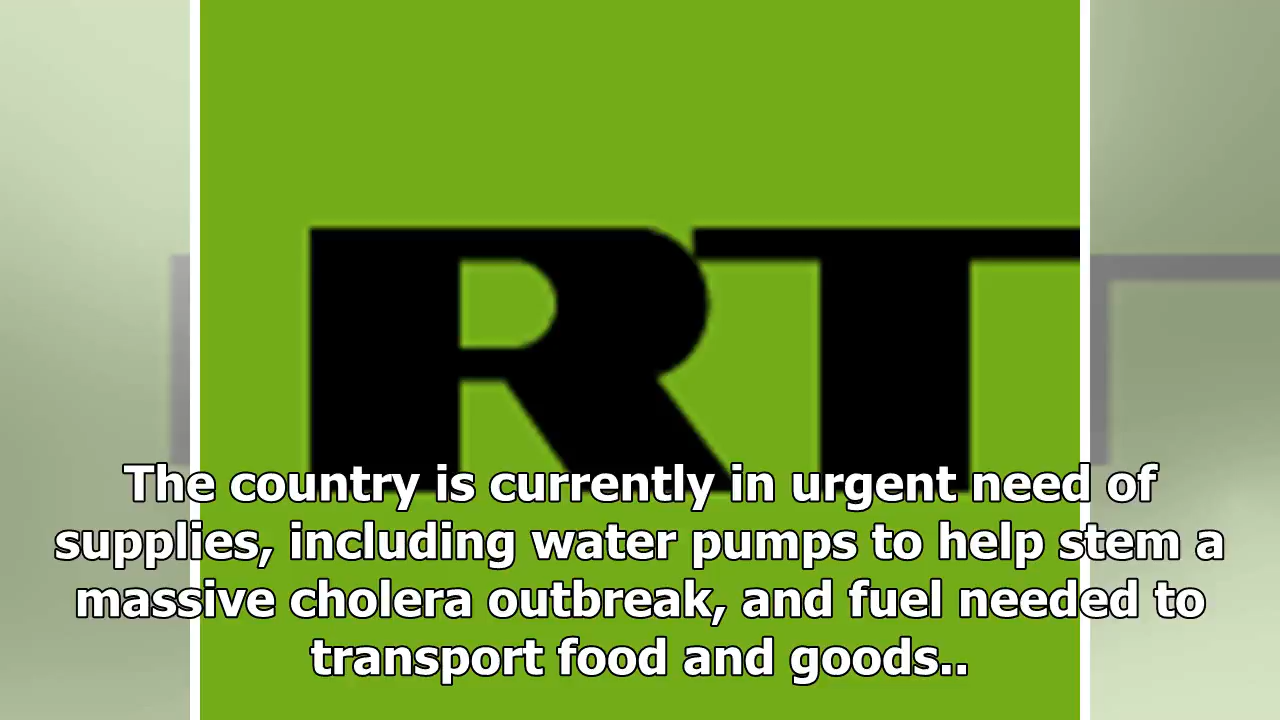 RT
The country is currently in urgent need of
supplies, including water pumps to help stem a
massive cholera outbreak, and fuel needed to
transport food and goods..